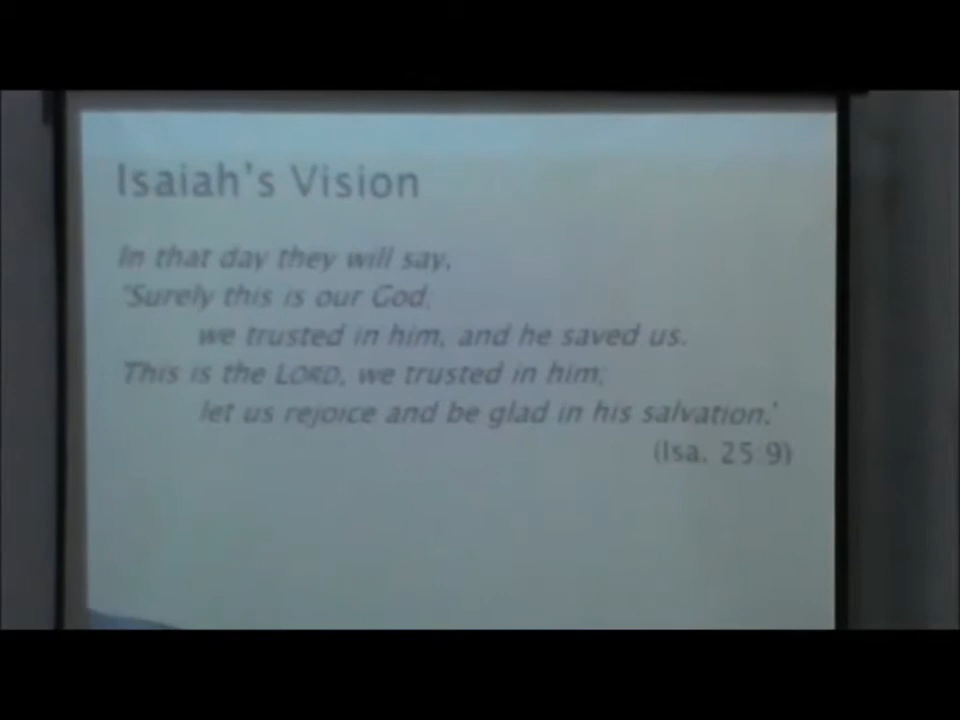 Isaiah's Vision
In that day they will say,
'Surely this is our God;
we trusted in him, and he saved us.
This is the LORD, we trusted in him;
let us rejoice and be glad in his salvation.'
(Isa. 25:9)